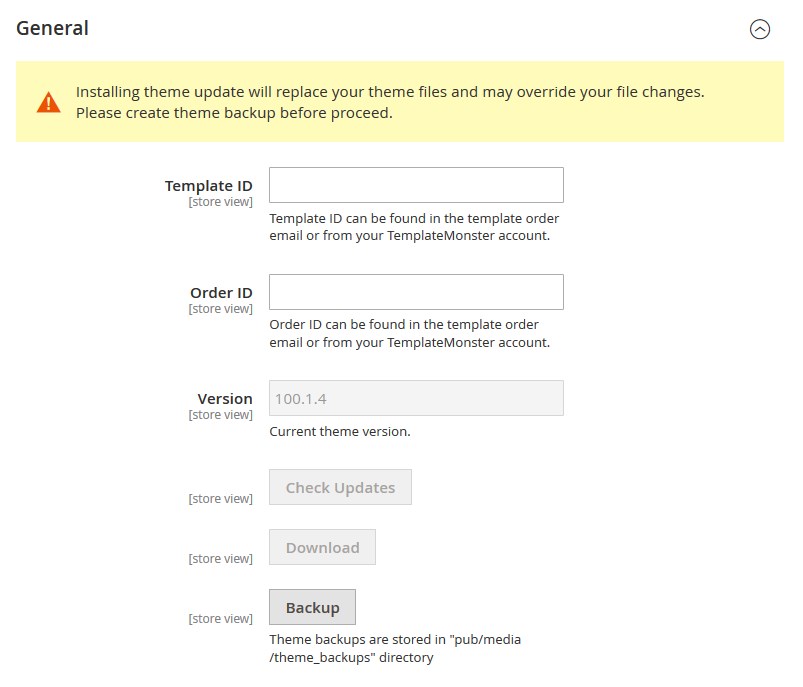 General
Installing theme update will replace your theme files and may override your file changes.
Please create theme backup before proceed.
Template ID
[store view]
Template ID can be found in the template order
email or from your TemplateMonster account.
Order ID
[store view]
Order ID can be found in the template order
email or from your TemplateMonster account.
Version
[store view]
100.1.4
Current theme version.
[store view]
Check Updates
[store view]
Download
[store view]
Backup
Theme backups are stored in "pub/media
/theme_backups" directory